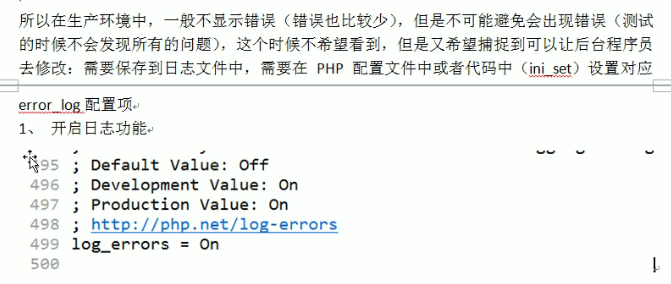 所以在生产环境中，一般不显示错误（错误也比较少），但是不可能避免会出现错误（测试
的时候不会发现所有的问题），这个时候不希望看到，但是又希望捕捉到可以让后台程序员
去修改：需要保存到日志文件中，需要在 PHP 配置文件中或者代码中（ini_set）设置对应
error_log 配置项
1、 开启日志功能
495 ; Default Value: Off
496 ; Development Value: On
497 ; Production Value: On
498 ; http://php.net/log-errors
499 log_errors = On
500